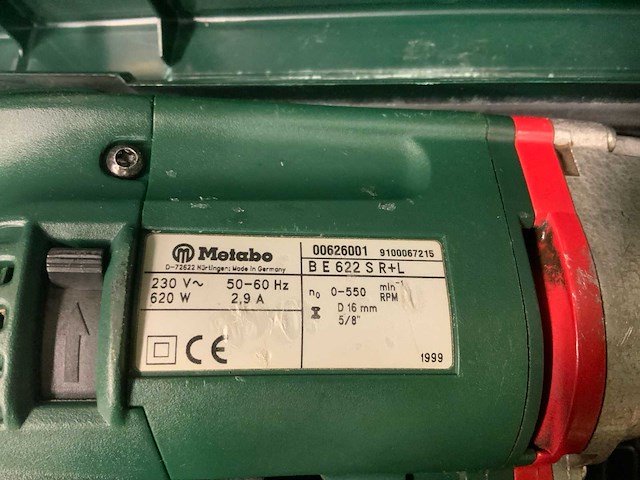 Metabo
D-72622 Nürtingen; Made in Germany
230 V~ 50-60 Hz
620 W 2,9 A
CE
00626001 9100067215
B E 622 S R+L
n₀ 0-550 min⁻¹ RPM
D 16 mm
5/8"
1999